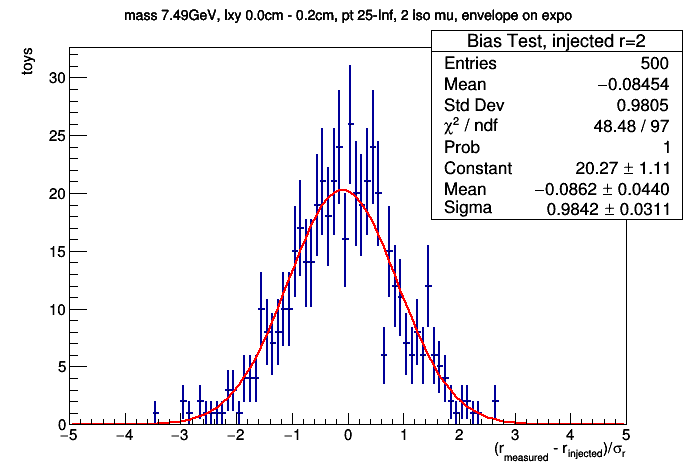 mass 7.49GeV, lxy 0.0cm - 0.2cm, pt 25-Inf, 2 Iso mu, envelope on expo
toys
Bias Test, injected r=2
Entries 500
Mean −0.08454
Std Dev 0.9805
χ² / ndf 48.48 / 97
Prob 1
Constant 20.27 ± 1.11
Mean −0.0862 ± 0.0440
Sigma 0.9842 ± 0.0311
30
25
20
15
10
5
0
−5 −4 −3 −2 −1 0 1 2 3 4 5
(r_measured - r_injected)/σ_r